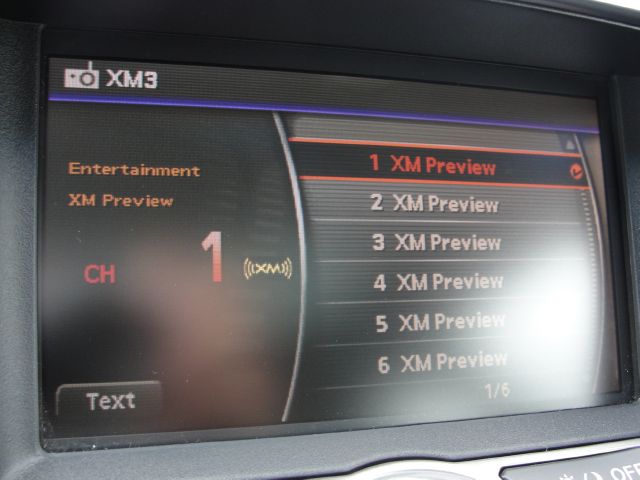 XM3
Entertainment
XM Preview
CH 1 ((XM))
1 XM Preview
2 XM Preview
3 XM Preview
4 XM Preview
5 XM Preview
6 XM Preview
1/6
Text
OFF